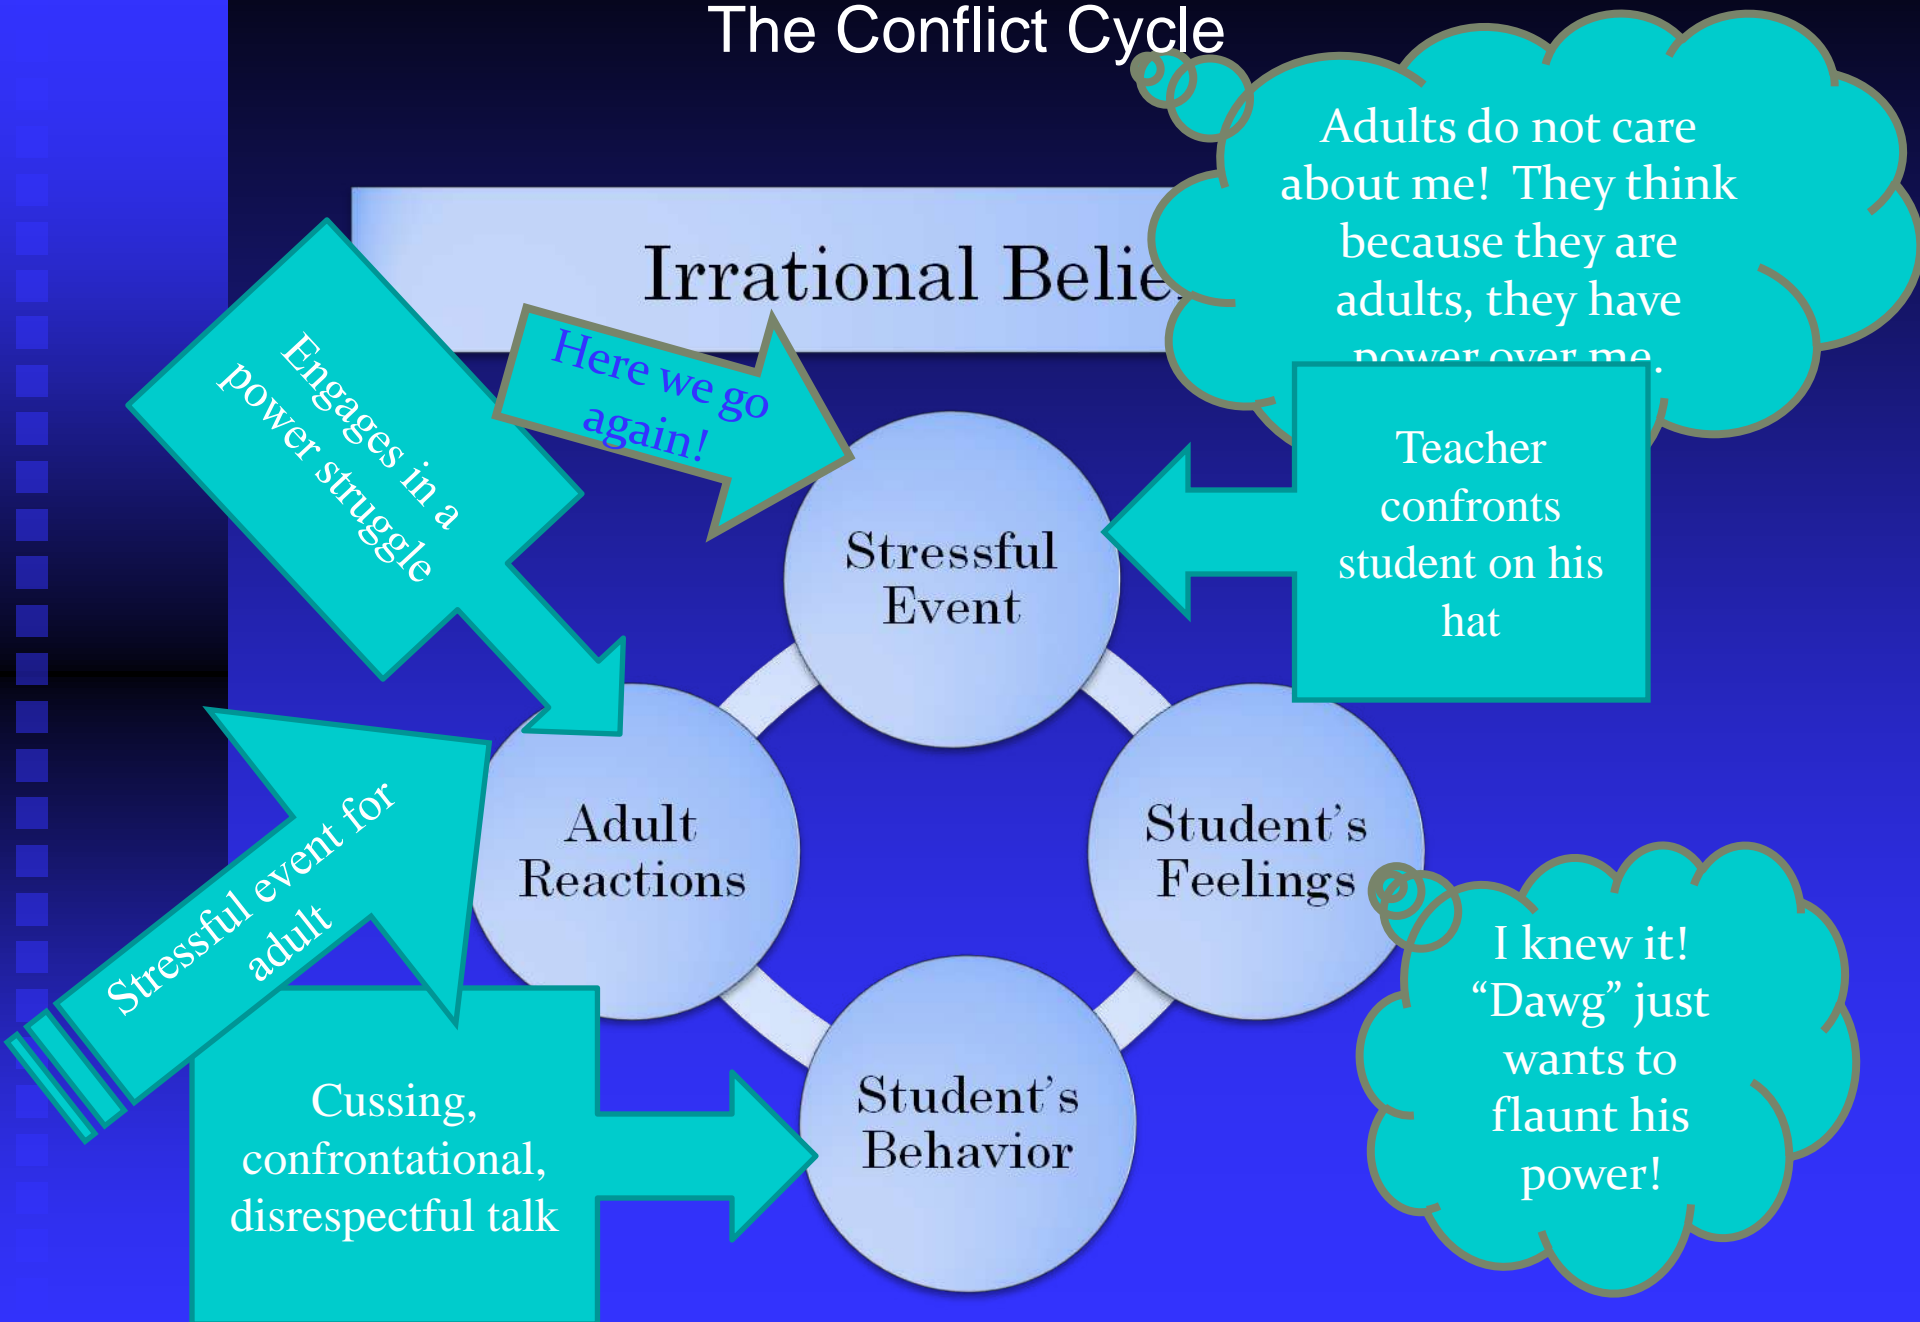 The Conflict Cycle
Adults do not care
about me! They think
because they are
adults, they have
power over me.
Irrational Belie
Here we go
again!
Engages in a
power struggle
Teacher
confronts
student on his
hat
Stressful
Event
Adult
Reactions
Student's
Feelings
Stressful event for
adult
I knew it!
“Dawg” just
wants to
flaunt his
power!
Cussing,
confrontational,
disrespectful talk
Student's
Behavior